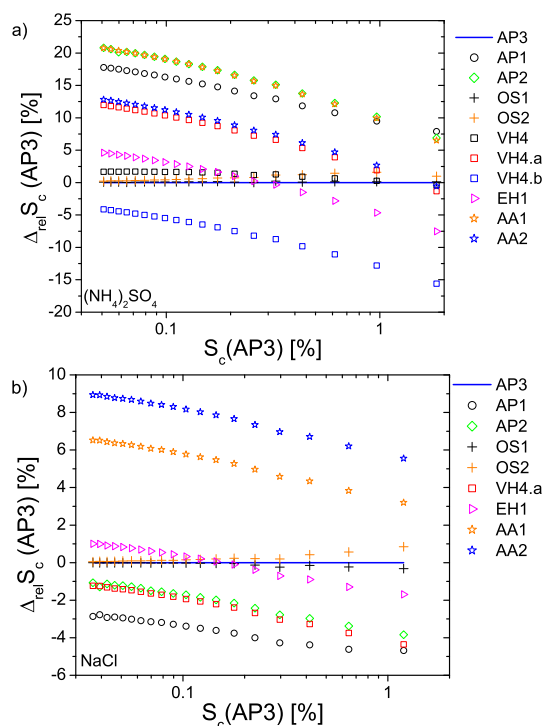 a)
25
20
15
10
5
0
-5
-10
-15
-20
Δrel Sc (AP3) [%]
(NH4)2SO4
0.1
1
Sc(AP3) [%]
AP3
AP1
AP2
OS1
OS2
VH4
VH4.a
VH4.b
EH1
AA1
AA2
b)
10
8
6
4
2
0
-2
-4
-6
Δrel Sc (AP3) [%]
NaCl
0.1
1
Sc(AP3) [%]
AP3
AP1
AP2
OS1
OS2
VH4.a
EH1
AA1
AA2